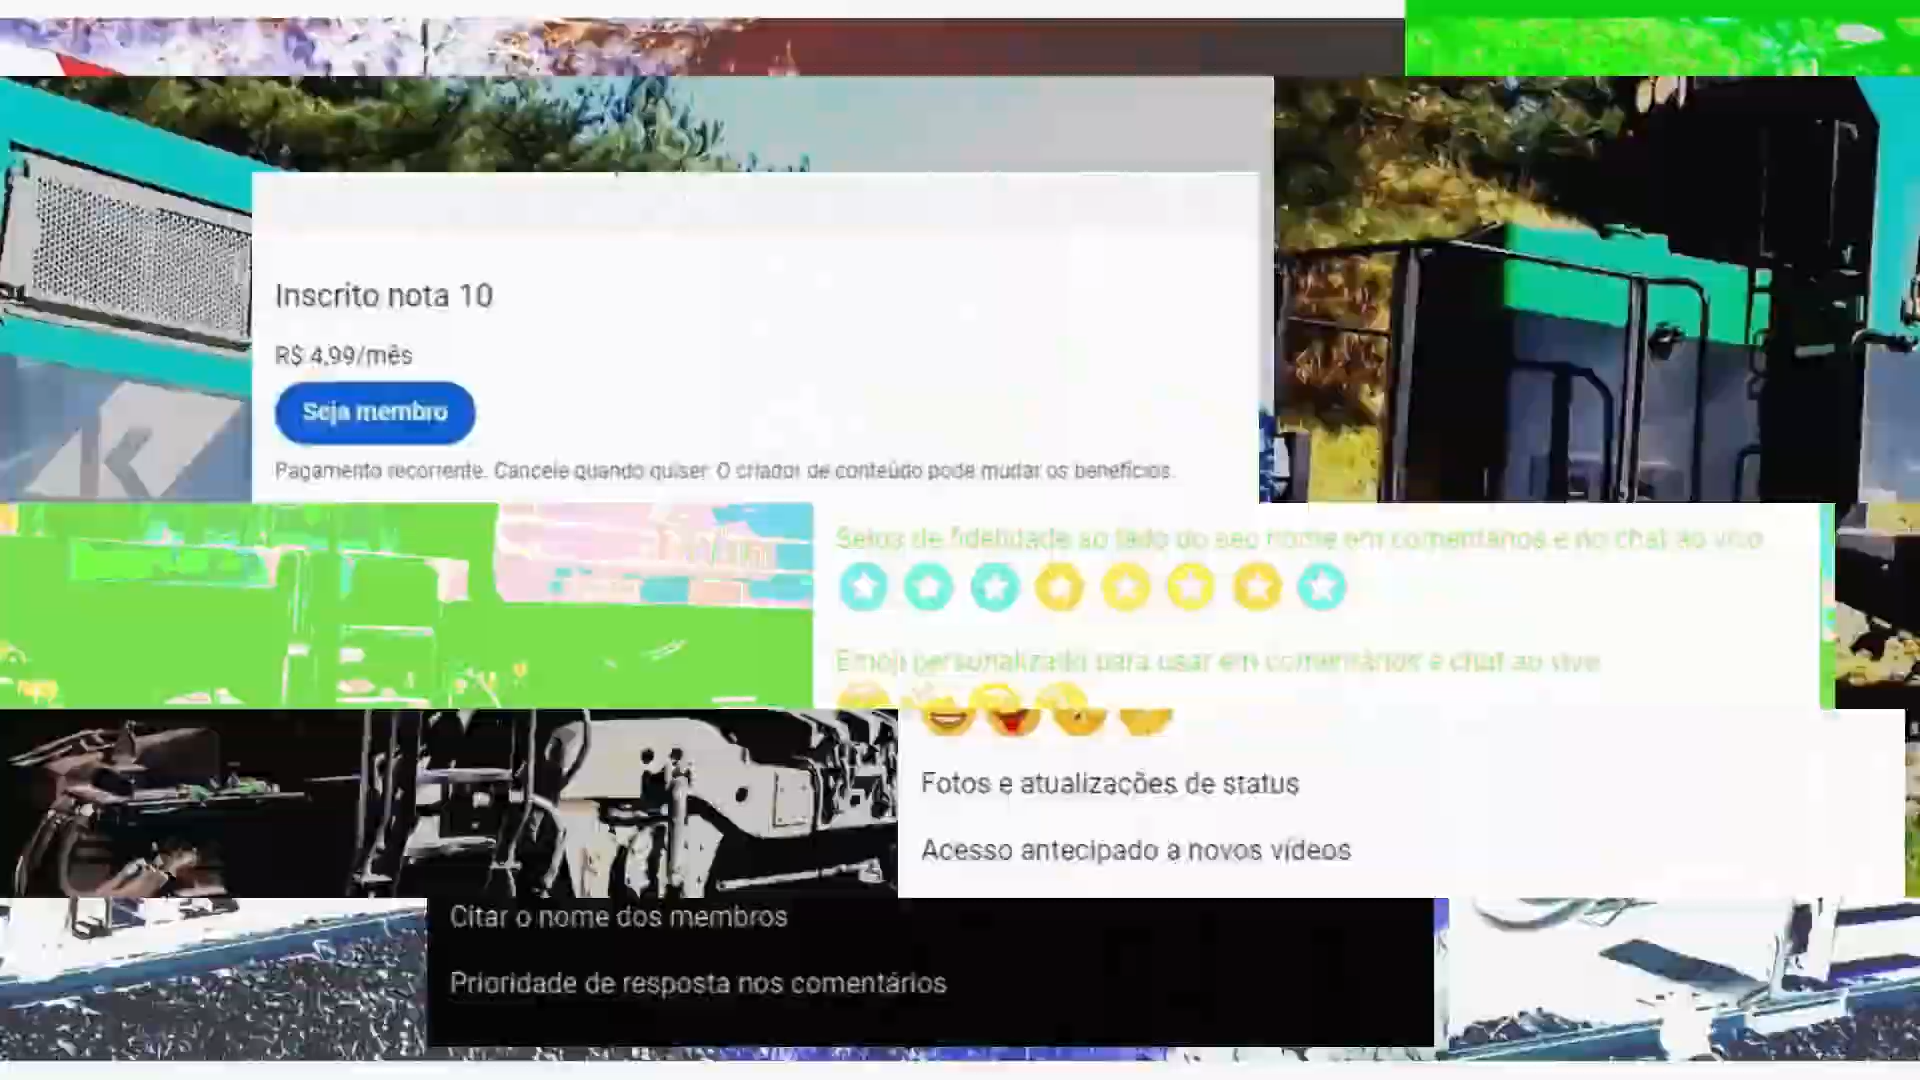 Inscrito nota 10
R$ 4,99/mês
Seja membro
Pagamento recorrente. Cancele quando quiser. O criador de conteúdo pode mudar os benefícios.
Selos de fidelidade ao lado do seu nome em comentários e no chat ao vivo
Emoji personalizado para usar em comentários e chat ao vivo
Fotos e atualizações de status
Acesso antecipado a novos vídeos
Citar o nome dos membros
Prioridade de resposta nos comentários